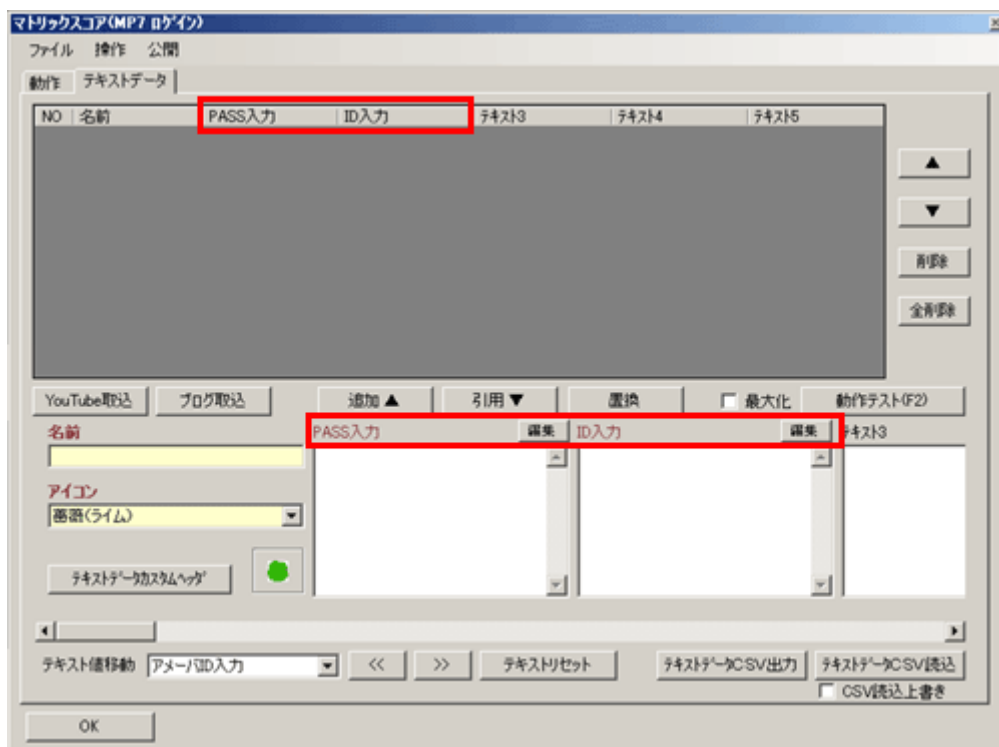 マトリックスコア(MP7 ログイン)
ファイル 操作 公開
動作 テキストデータ
NO 名前 PASS入力 ID入力 テキスト3 テキスト4 テキスト5
▲
▼
削除
全削除
YouTube取込 ブログ取込 追加▲ 引用▼ 置換 最大化 動作テスト(F2)
名前 PASS入力 編集 ID入力 編集 テキスト3
アイコン
薔薇(ライム)
テキストデータカスタムヘッダ
テキスト値移動 アメーバID入力 << >> テキストリセット テキストデータCSV出力 テキストデータCSV読込
CSV読込上書き
OK